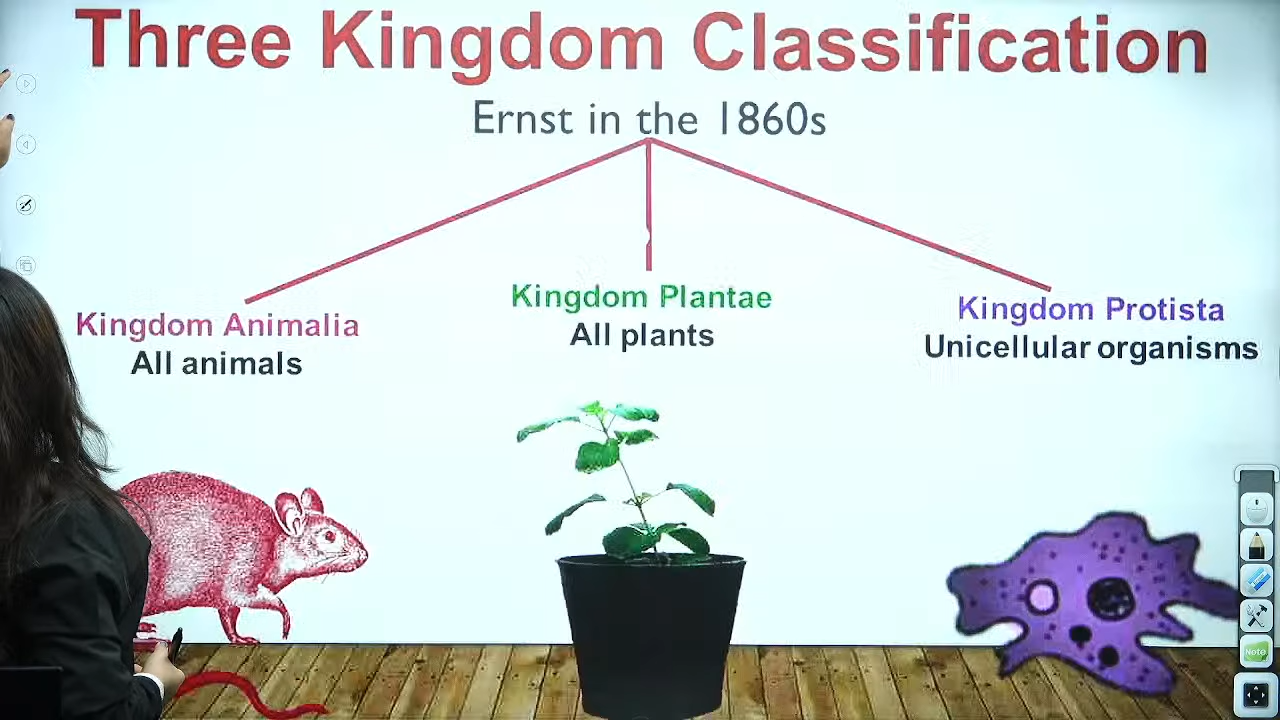 Three Kingdom Classification
Ernst in the 1860s
Kingdom Animalia
All animals
Kingdom Plantae
All plants
Kingdom Protista
Unicellular organisms
Note